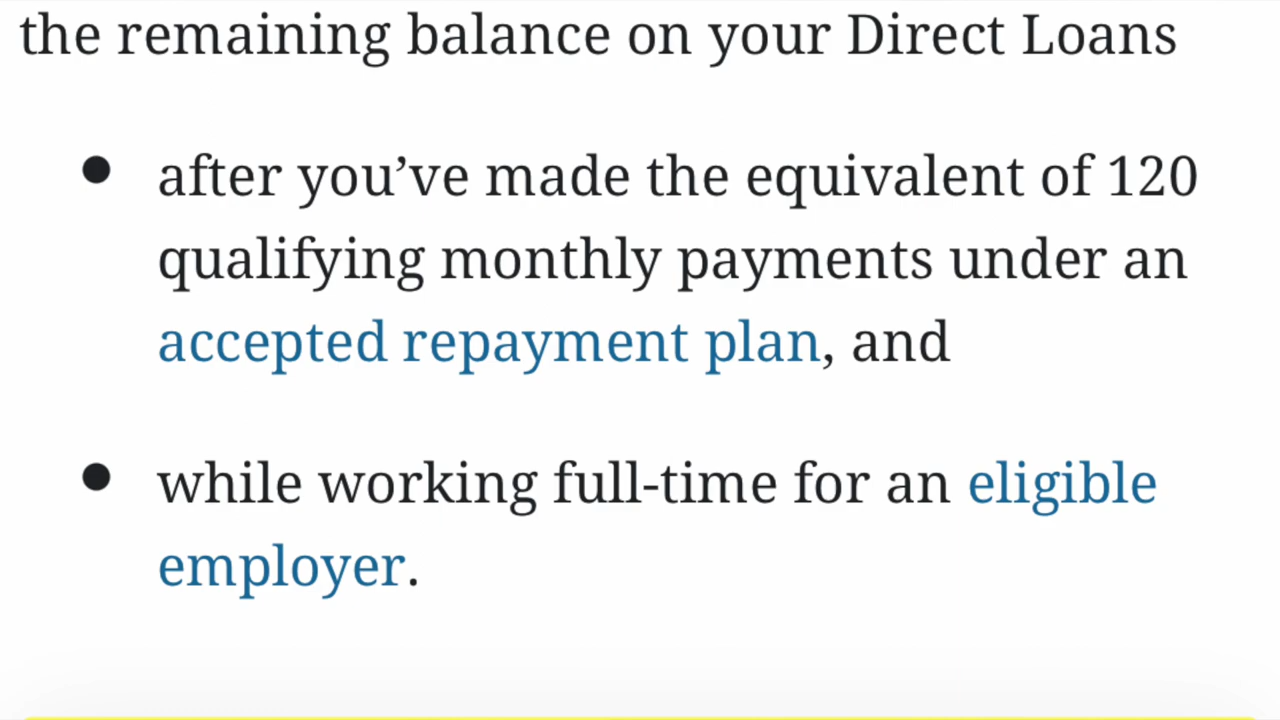 the remaining balance on your Direct Loans
after you’ve made the equivalent of 120
qualifying monthly payments under an
accepted repayment plan, and
while working full-time for an eligible
employer.